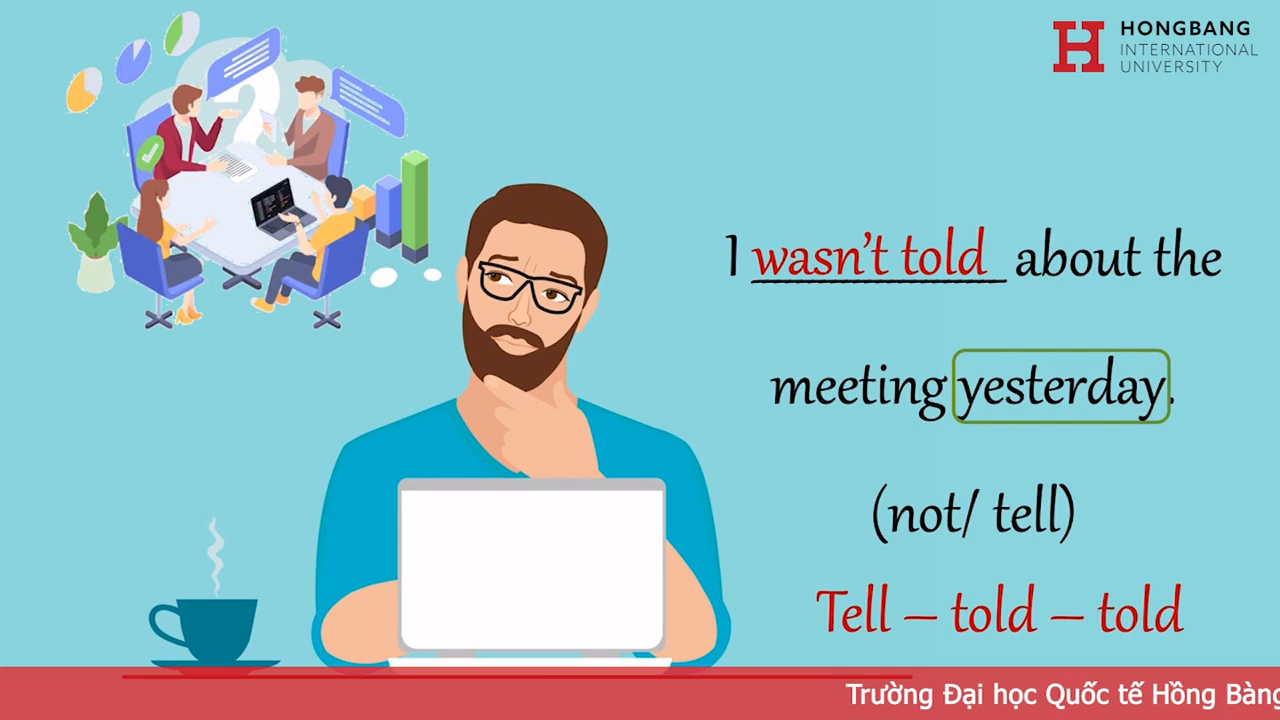 HONGBANG
INTERNATIONAL
UNIVERSITY
I wasn't told about the
meeting yesterday.
(not/ tell)
Tell – told – told
Trường Đại học Quốc tế Hồng Bàng